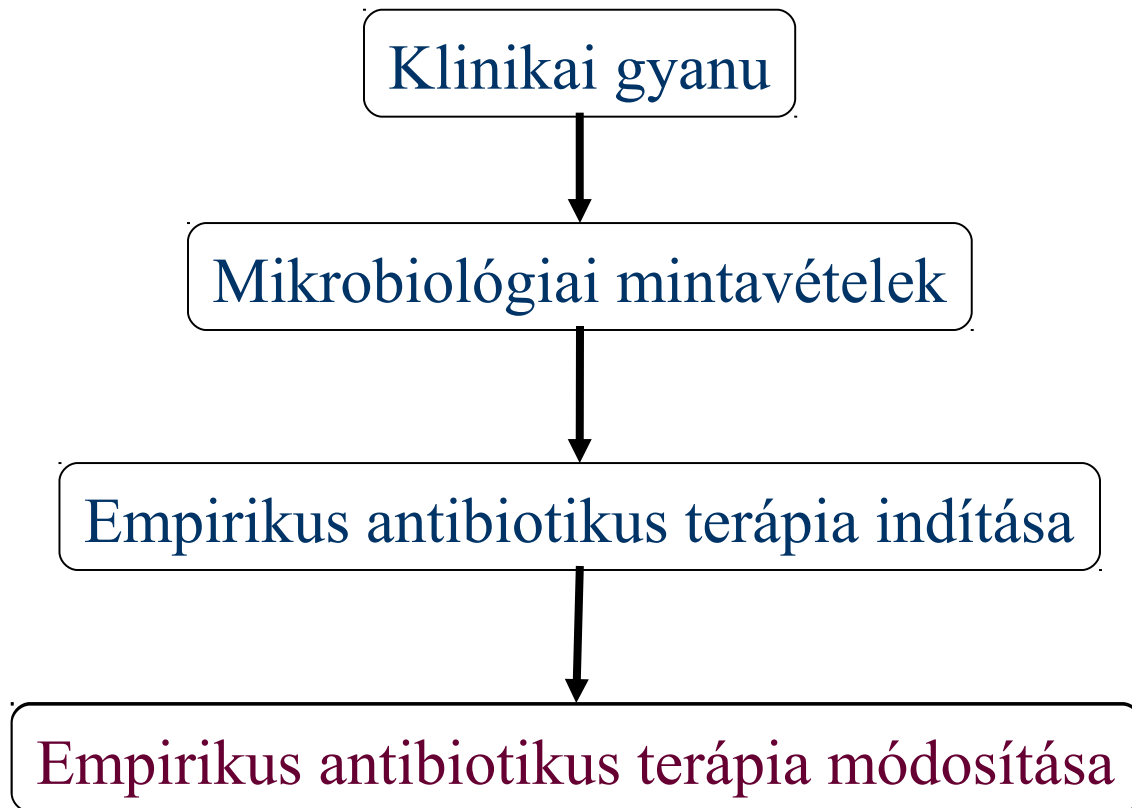 Klinikai gyanu
Mikrobiológiai mintavételek
Empirikus antibiotikus terápia indítása
Empirikus antibiotikus terápia módosítása